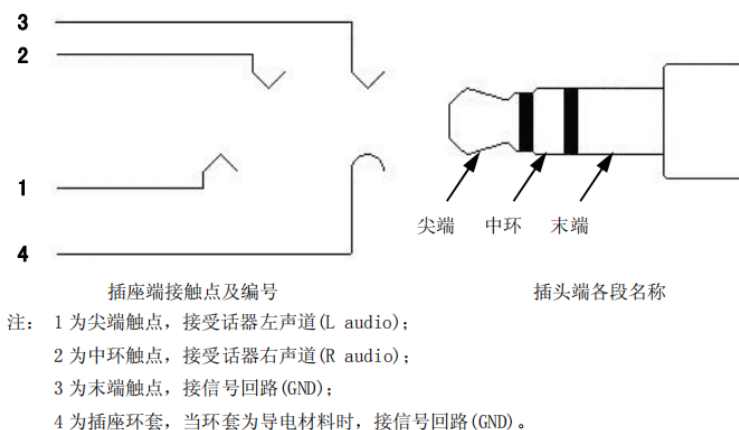 3
2
1
4
尖端 中环 末端
插座端接触点及编号 插头端各段名称
注: 1 为尖端触点，接受话器左声道(L audio);
2 为中环触点，接受话器右声道(R audio);
3 为末端触点，接信号回路(GND);
4 为插座环套，当环套为导电材料时，接信号回路(GND)。